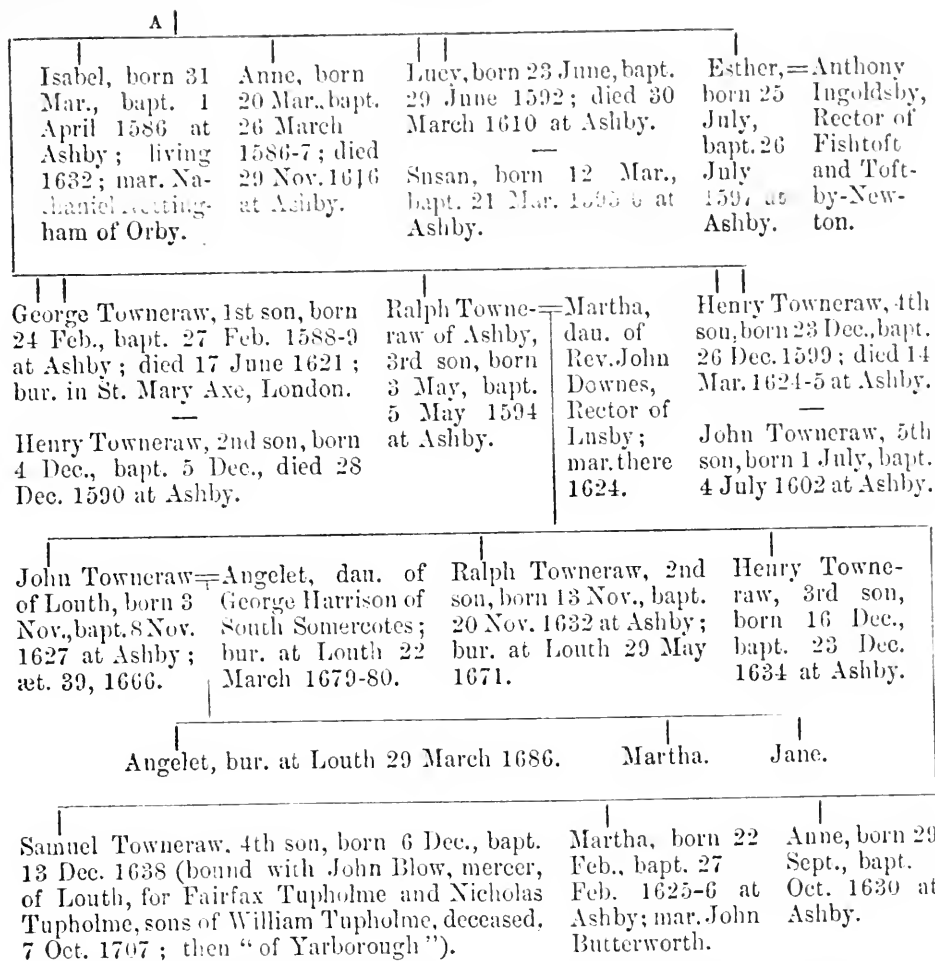 A
Isabel, born 31
Mar., bapt. 1
April 1586 at
Ashby; living
1632; mar. Na-
ham of Orby.
Anne, born
20 Mar., bapt.
26 March
1586-7; died
29 Nov. 1616
at Ashby.
Lucy, born 23 June, bapt.
29 June 1592; died 30
March 1610 at Ashby.
—
Susan, born 12 Mar.,
bapt. 21 Mar. 1595-6 at
Ashby.
Esther,=Anthony
born 25
July,
bapt. 26
July
1597 at
Ashby.
Ingoldsby,
Rector of
Fishtoft
and Toft-
by-New-
ton.
George Towneraw, 1st son, born
24 Feb., bapt. 27 Feb. 1588-9
at Ashby; died 17 June 1621;
bur. in St. Mary Axe, London.
—
Henry Towneraw, 2nd son, born
4 Dec., bapt. 5 Dec., died 28
Dec. 1590 at Ashby.
Ralph Towne-=Martha,
raw of Ashby,
3rd son, born
3 May, bapt.
5 May 1594
at Ashby.
dau. of
Rev. John
Downes,
Rector of
Lusby;
mar. there
1624.
Henry Towneraw, 4th
son, born 23 Dec., bapt.
26 Dec. 1599; died 14
Mar. 1624-5 at Ashby.
—
John Towneraw, 5th
son, born 1 July, bapt.
4 July 1602 at Ashby.
John Towneraw=Angelet, dau. of
of Louth, born 3
Nov., bapt. 8 Nov.
1627 at Ashby;
æt. 39, 1666.
George Harrison of
South Somercotes;
bur. at Louth 22
March 1679-80.
Ralph Towneraw, 2nd
son, born 13 Nov., bapt.
20 Nov. 1632 at Ashby;
bur. at Louth 29 May
1671.
Henry Towne-
raw, 3rd son,
born 16 Dec.,
bapt. 23 Dec.
1634 at Ashby.
Angelet, bur. at Louth 29 March 1686.
Martha.
Jane.
Samuel Towneraw, 4th son, born 6 Dec., bapt.
13 Dec. 1638 (bound with John Blow, mercer,
of Louth, for Fairfax Tupholme and Nicholas
Tupholme, sons of William Tupholme, deceased,
7 Oct. 1707; then "of Yarborough").
Martha, born 22
Feb., bapt. 27
Feb. 1625-6 at
Ashby; mar. John
Butterworth.
Anne, born 29
Sept., bapt.
Oct. 1630 at
Ashby.